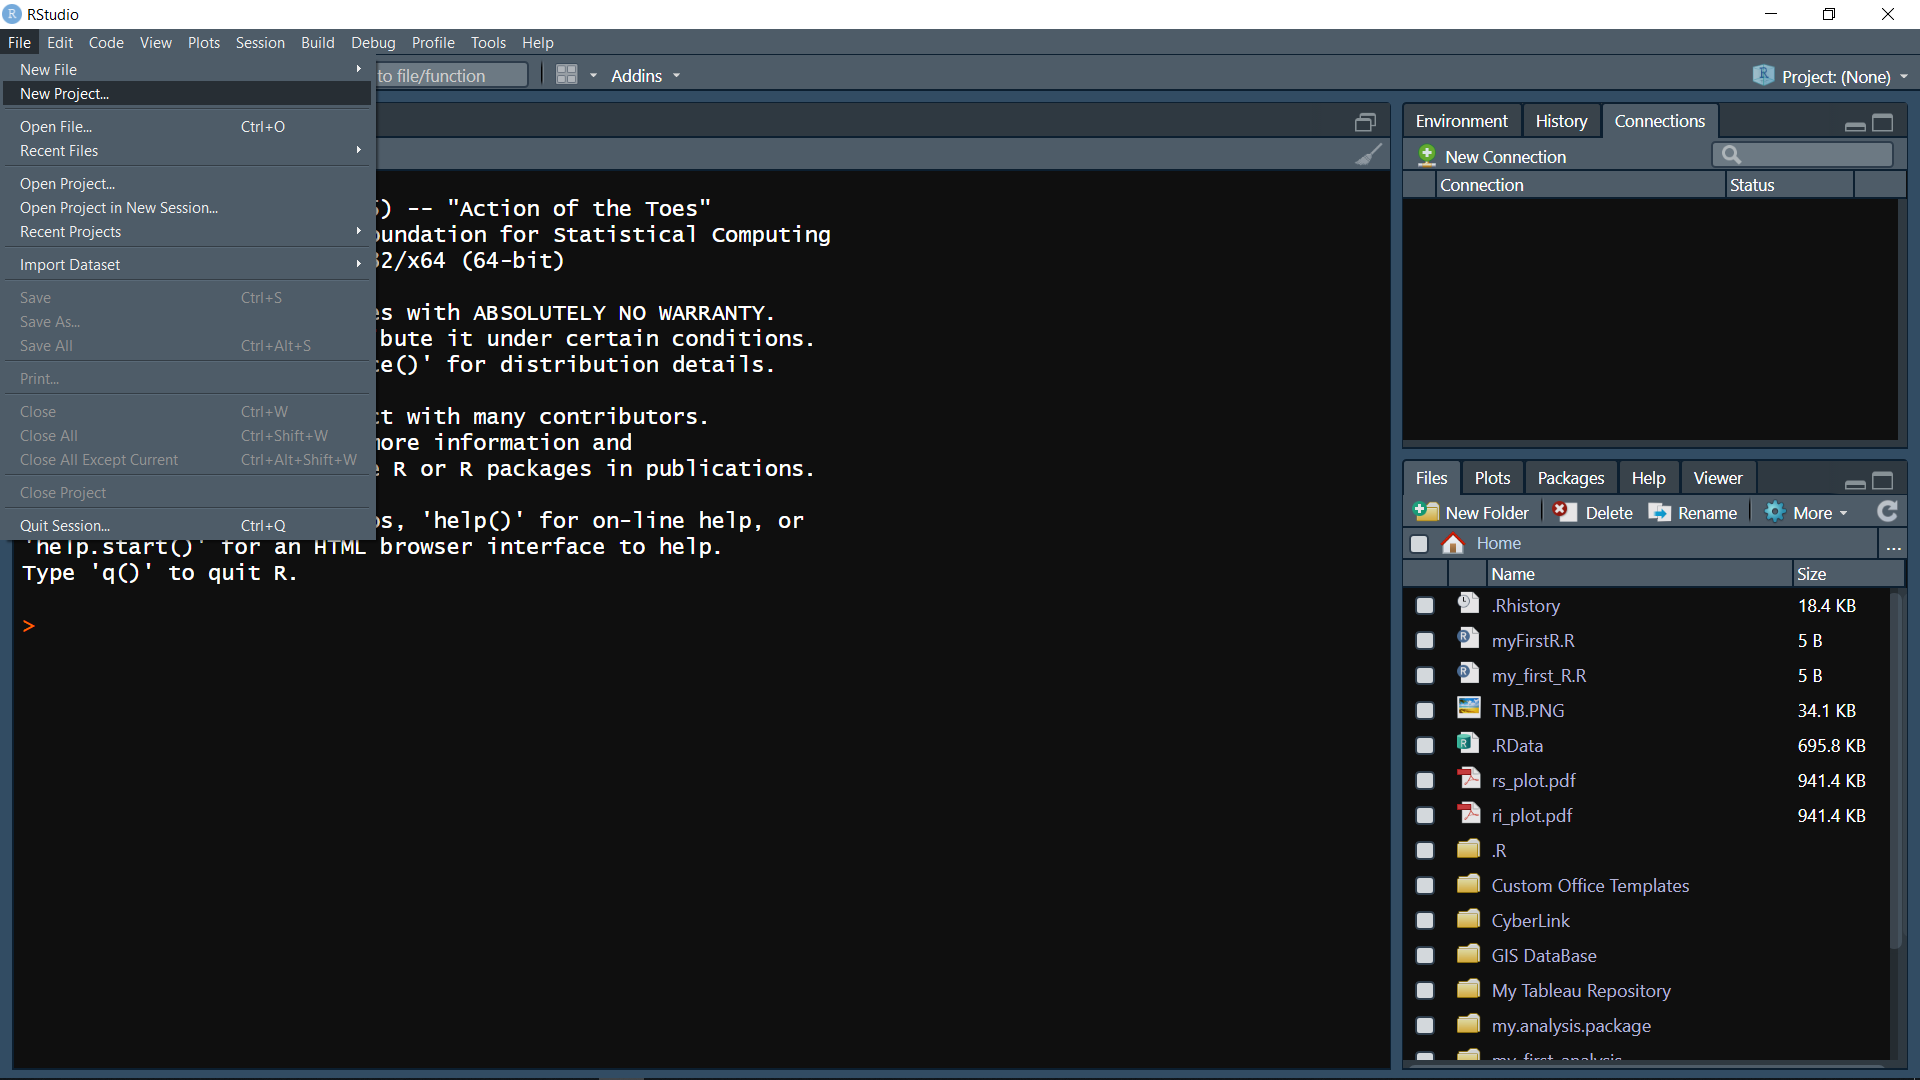 RStudio
File Edit Code View Plots Session Build Debug Profile Tools Help
to file/function Addins Project: (None)
New File
New Project...
Open File... Ctrl+O
Recent Files
Open Project...
Open Project in New Session...
Recent Projects
Import Dataset
Save Ctrl+S
Save As...
Save All Ctrl+Alt+S
Print...
Close Ctrl+W
Close All Ctrl+Shift+W
Close All Except Current Ctrl+Alt+Shift+W
Close Project
Quit Session... Ctrl+Q
) -- "Action of the Toes"
undation for Statistical Computing
2/x64 (64-bit)
s with ABSOLUTELY NO WARRANTY.
bute it under certain conditions.
e()' for distribution details.
t with many contributors.
ore information and
R or R packages in publications.
s, 'help()' for on-line help, or
'help.start()' for an HTML browser interface to help.
Type 'q()' to quit R.
>
Environment History Connections
New Connection
Connection Status
Files Plots Packages Help Viewer
New Folder Delete Rename More
Home ...
Name Size
.Rhistory 18.4 KB
myFirstR.R 5 B
my_first_R.R 5 B
TNB.PNG 34.1 KB
.RData 695.8 KB
rs_plot.pdf 941.4 KB
ri_plot.pdf 941.4 KB
.R
Custom Office Templates
CyberLink
GIS DataBase
My Tableau Repository
my.analysis.package
my_first_analysis